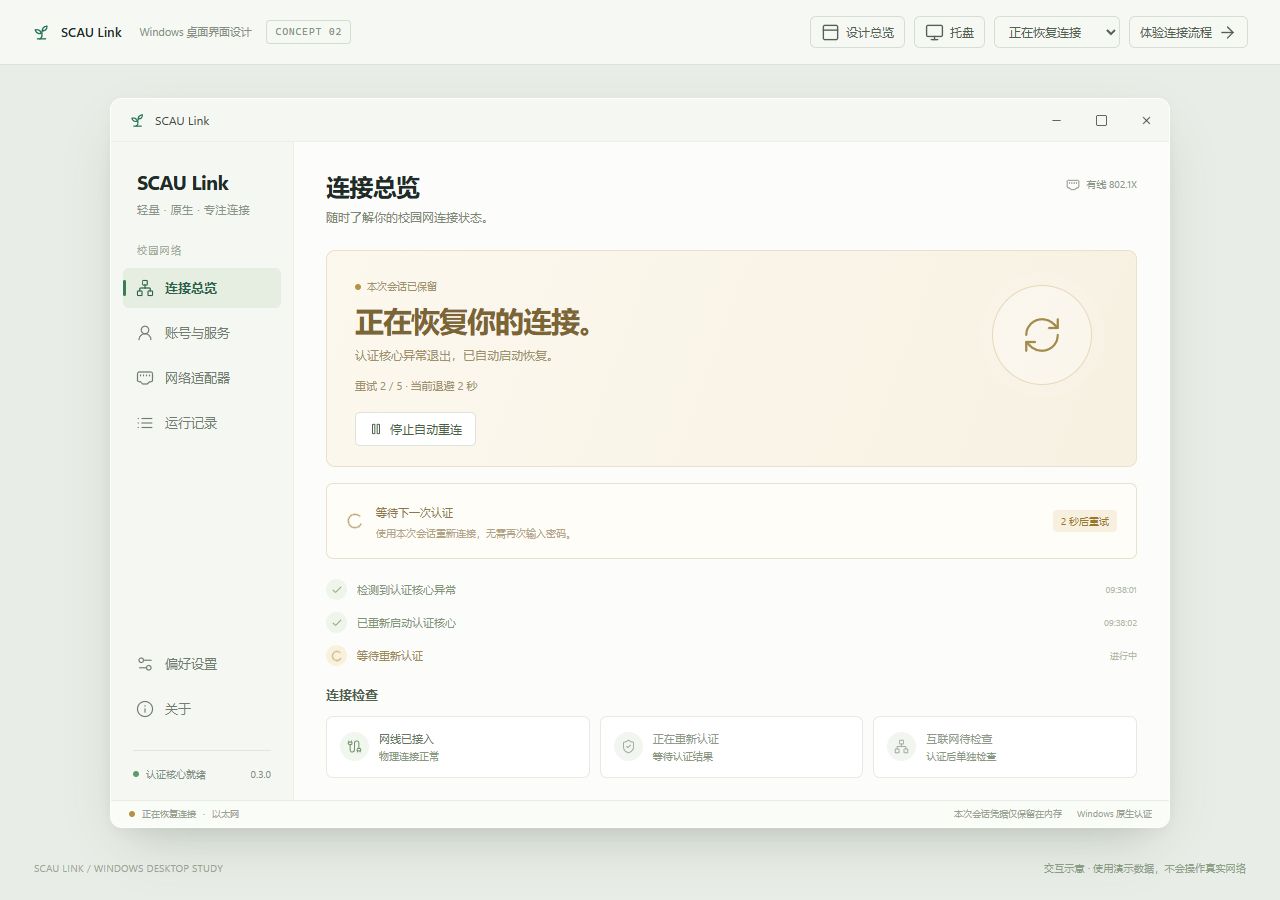 SCAU Link
Windows 桌面界面设计
CONCEPT 02
设计总览
托盘
正在恢复连接
体验连接流程
SCAU Link
SCAU Link
轻量 · 原生 · 专注连接
校园网络
连接总览
账号与服务
网络适配器
运行记录
偏好设置
关于
认证核心就绪
0.3.0
连接总览
随时了解你的校园网连接状态。
有线 802.1X
本次会话已保留
正在恢复你的连接。
认证核心异常退出，已自动启动恢复。
重试 2 / 5 · 当前退避 2 秒
停止自动重连
等待下一次认证
使用本次会话重新连接，无需再次输入密码。
2 秒后重试
检测到认证核心异常
09:38:01
已重新启动认证核心
09:38:02
等待重新认证
进行中
连接检查
网线已接入
物理连接正常
正在重新认证
等待认证结果
互联网待检查
认证后单独检查
正在恢复连接 · 以太网
本次会话凭据仅保留在内存
Windows 原生认证
SCAU LINK / WINDOWS DESKTOP STUDY
交互示意 · 使用演示数据，不会操作真实网络